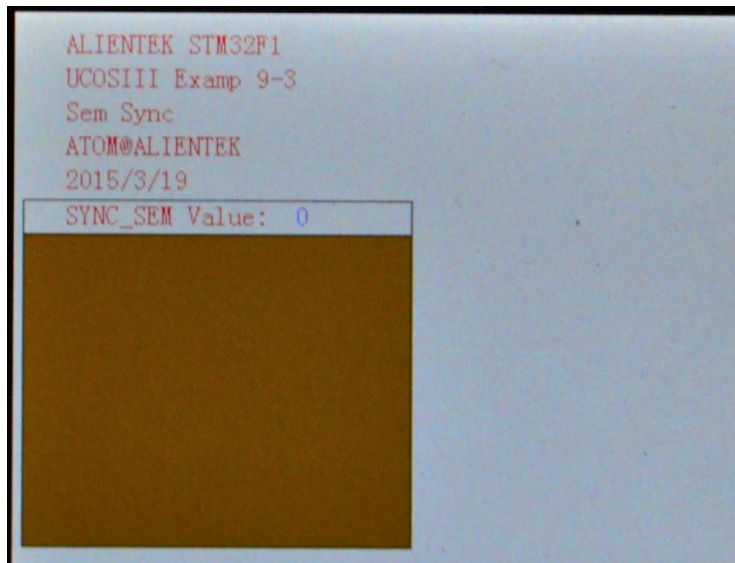 ALIENTEK STM32F1
UCOSIII Examp 9-3
Sem Sync
ATOM@ALIENTEK
2015/3/19
SYNC_SEM Value: 0